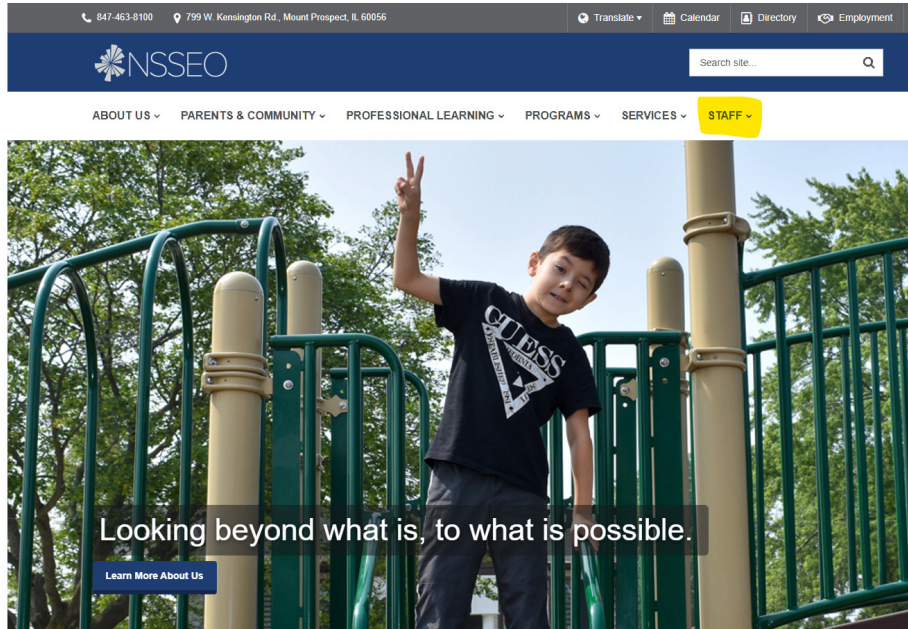 847-463-8100 799 W. Kensington Rd., Mount Prospect, IL 60056 Translate Calendar Directory Employment
NSSEO Search site...
ABOUT US PARENTS & COMMUNITY PROFESSIONAL LEARNING PROGRAMS SERVICES STAFF
GUESS
Looking beyond what is, to what is possible.
Learn More About Us